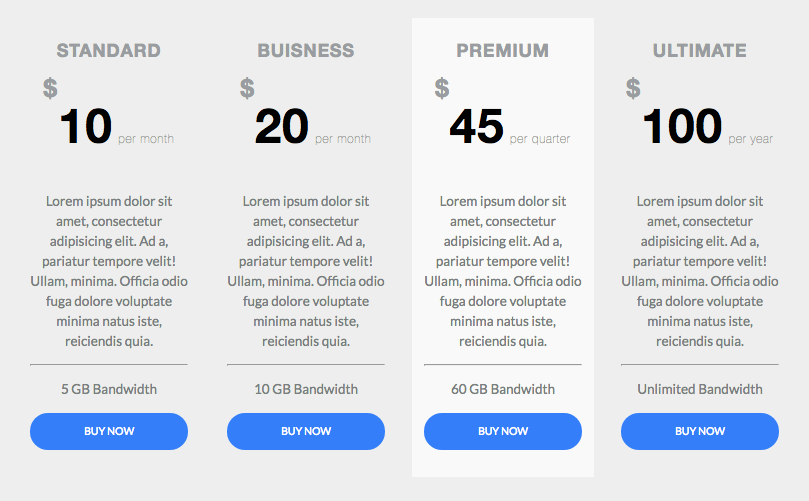 STANDARD
$
10 per month
Lorem ipsum dolor sit
amet, consectetur
adipisicing elit. Ad a,
pariatur tempore velit!
Ullam, minima. Officia odio
fuga dolore voluptate
minima natus iste,
reiciendis quia.
5 GB Bandwidth
BUY NOW
BUISNESS
$
20 per month
Lorem ipsum dolor sit
amet, consectetur
adipisicing elit. Ad a,
pariatur tempore velit!
Ullam, minima. Officia odio
fuga dolore voluptate
minima natus iste,
reiciendis quia.
10 GB Bandwidth
BUY NOW
PREMIUM
$
45 per quarter
Lorem ipsum dolor sit
amet, consectetur
adipisicing elit. Ad a,
pariatur tempore velit!
Ullam, minima. Officia odio
fuga dolore voluptate
minima natus iste,
reiciendis quia.
60 GB Bandwidth
BUY NOW
ULTIMATE
$
100 per year
Lorem ipsum dolor sit
amet, consectetur
adipisicing elit. Ad a,
pariatur tempore velit!
Ullam, minima. Officia odio
fuga dolore voluptate
minima natus iste,
reiciendis quia.
Unlimited Bandwidth
BUY NOW